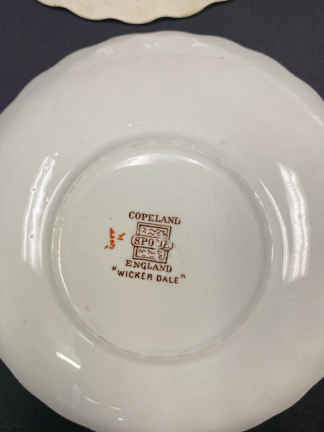 COPELAND
SPODE
ENGLAND
"WICKER DALE"